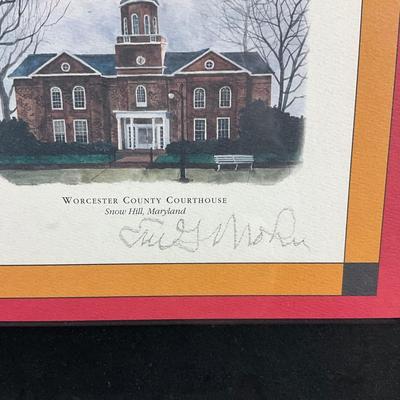 Worcester County Courthouse
Snow Hill, Maryland